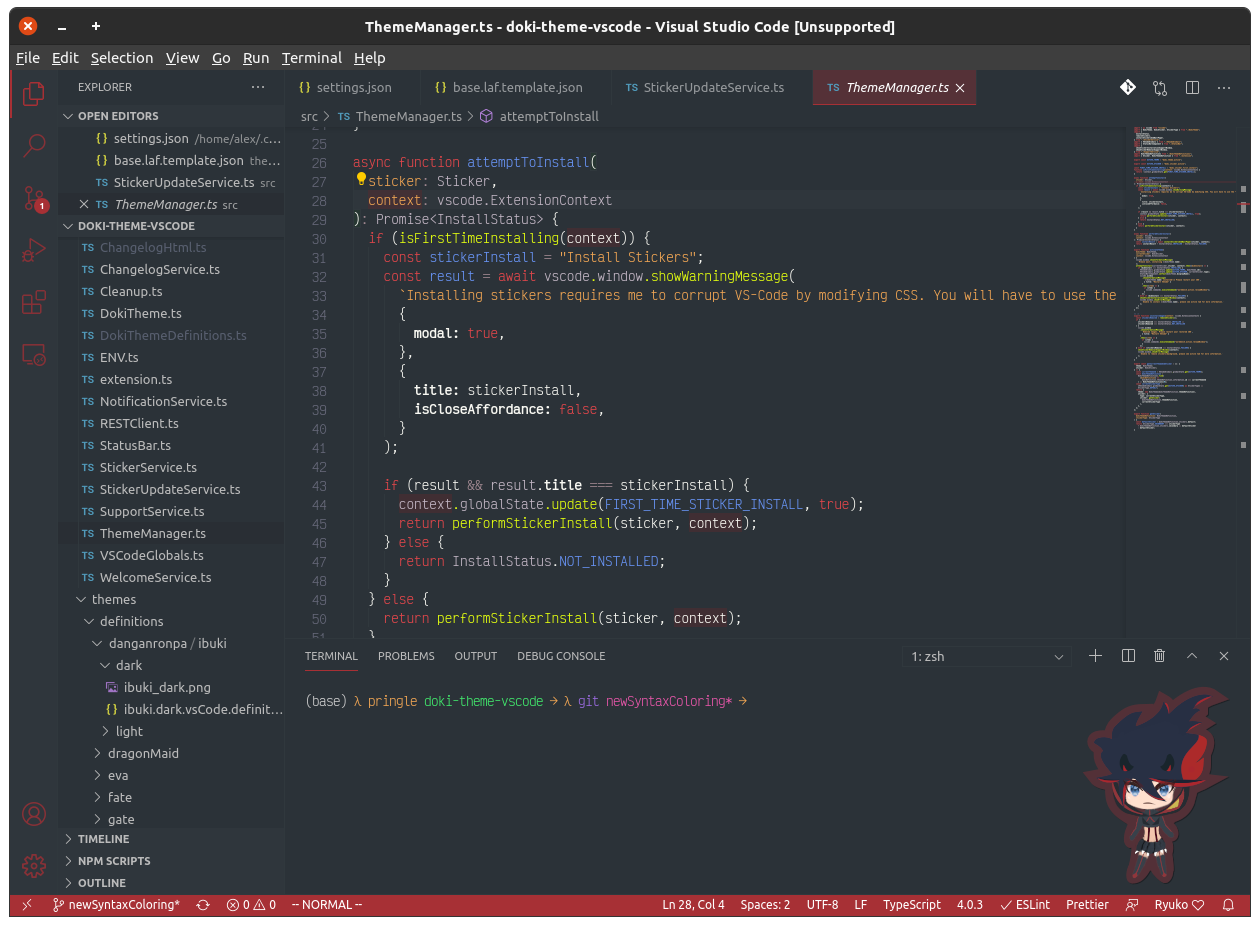 ThemeManager.ts - doki-theme-vscode - Visual Studio Code [Unsupported]
File Edit Selection View Go Run Terminal Help
EXPLORER
{} settings.json {} base.laf.template.json TS StickerUpdateService.ts TS ThemeManager.ts
src > TS ThemeManager.ts > attemptToInstall
OPEN EDITORS
{} settings.json /home/alex/.c...
{} base.laf.template.json the...
TS StickerUpdateService.ts src
TS ThemeManager.ts src
1
DOKI-THEME-VSCODE
TS ChangelogHtml.ts
TS ChangelogService.ts
TS Cleanup.ts
TS DokiTheme.ts
TS DokiThemeDefinitions.ts
TS ENV.ts
TS extension.ts
TS NotificationService.ts
TS RESTClient.ts
TS StatusBar.ts
TS StickerService.ts
TS StickerUpdateService.ts
TS SupportService.ts
TS ThemeManager.ts
TS VSCodeGlobals.ts
TS WelcomeService.ts
themes
definitions
danganronpa / ibuki
dark
ibuki_dark.png
{} ibuki.dark.vsCode.definit...
light
dragonMaid
eva
fate
gate
TIMELINE
NPM SCRIPTS
OUTLINE
25
26 async function attemptToInstall(
27 sticker: Sticker,
28 context: vscode.ExtensionContext
29 ): Promise<InstallStatus> {
30 if (isFirstTimeInstalling(context)) {
31 const stickerInstall = "Install Stickers";
32 const result = await vscode.window.showWarningMessage(
33 `Installing stickers requires me to corrupt VS-Code by modifying CSS. You will have to use the
34 {
35 modal: true,
36 },
37 {
38 title: stickerInstall,
39 isCloseAffordance: false,
40 }
41 );
42
43 if (result && result.title === stickerInstall) {
44 context.globalState.update(FIRST_TIME_STICKER_INSTALL, true);
45 return performStickerInstall(sticker, context);
46 } else {
47 return InstallStatus.NOT_INSTALLED;
48 }
49 } else {
50 return performStickerInstall(sticker, context);
51 }
TERMINAL PROBLEMS OUTPUT DEBUG CONSOLE 1: zsh
(base) λ pringle doki-theme-vscode → λ git newSyntaxColoring* →
newSyntaxColoring* 0 0 -- NORMAL -- Ln 28, Col 4 Spaces: 2 UTF-8 LF TypeScript 4.0.3 ESLint Prettier Ryuko ♡